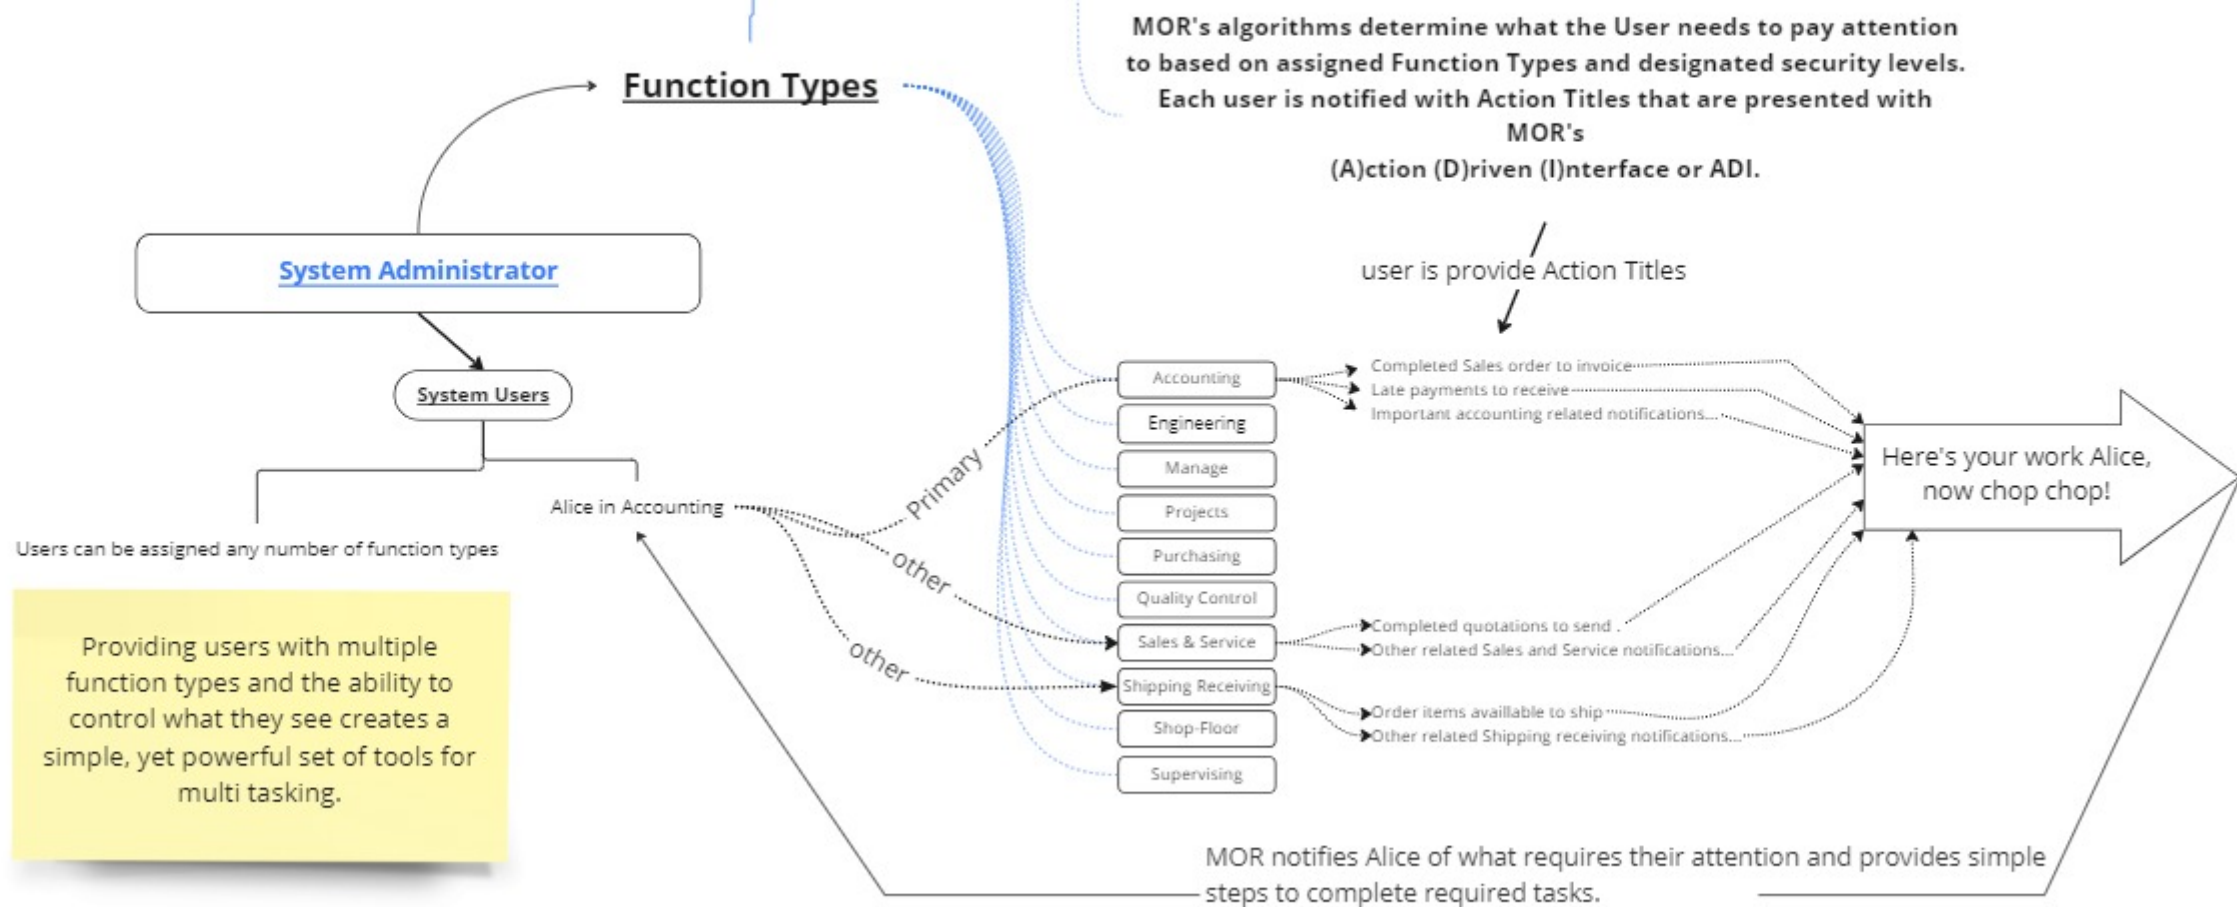 MOR's algorithms determine what the User needs to pay attention
to based on assigned Function Types and designated security levels.
Each user is notified with Action Titles that are presented with
MOR's
(A)ction (D)riven (I)nterface or ADI.
Function Types
System Administrator
user is provide Action Titles
System Users
Alice in Accounting
Users can be assigned any number of function types
Providing users with multiple
function types and the ability to
control what they see creates a
simple, yet powerful set of tools for
multi tasking.
Primary
other
other
Accounting
Engineering
Manage
Projects
Purchasing
Quality Control
Sales & Service
Shipping Receiving
Shop-Floor
Supervising
Completed Sales order to invoice
Late payments to receive
Important accounting related notifications...
Completed quotations to send .
Other related Sales and Service notifications...
Order items availlable to ship
Other related Shipping receiving notifications...
Here's your work Alice,
now chop chop!
MOR notifies Alice of what requires their attention and provides simple
steps to complete required tasks.